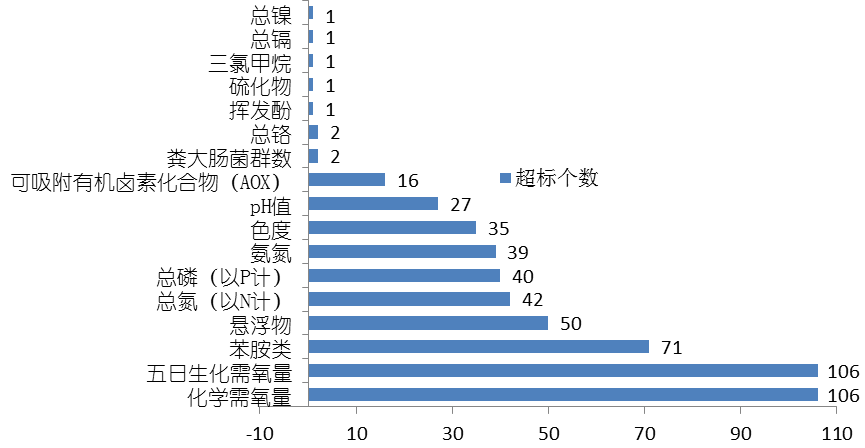 总镍 1
总镉 1
三氯甲烷 1
硫化物 1
挥发酚 1
总铬 2
粪大肠菌群数 2
可吸附有机卤素化合物（AOX） 16
超标个数
pH值 27
色度 35
氨氮 39
总磷（以P计） 40
总氮（以N计） 42
悬浮物 50
苯胺类 71
五日生化需氧量 106
化学需氧量 106
-10 10 30 50 70 90 110